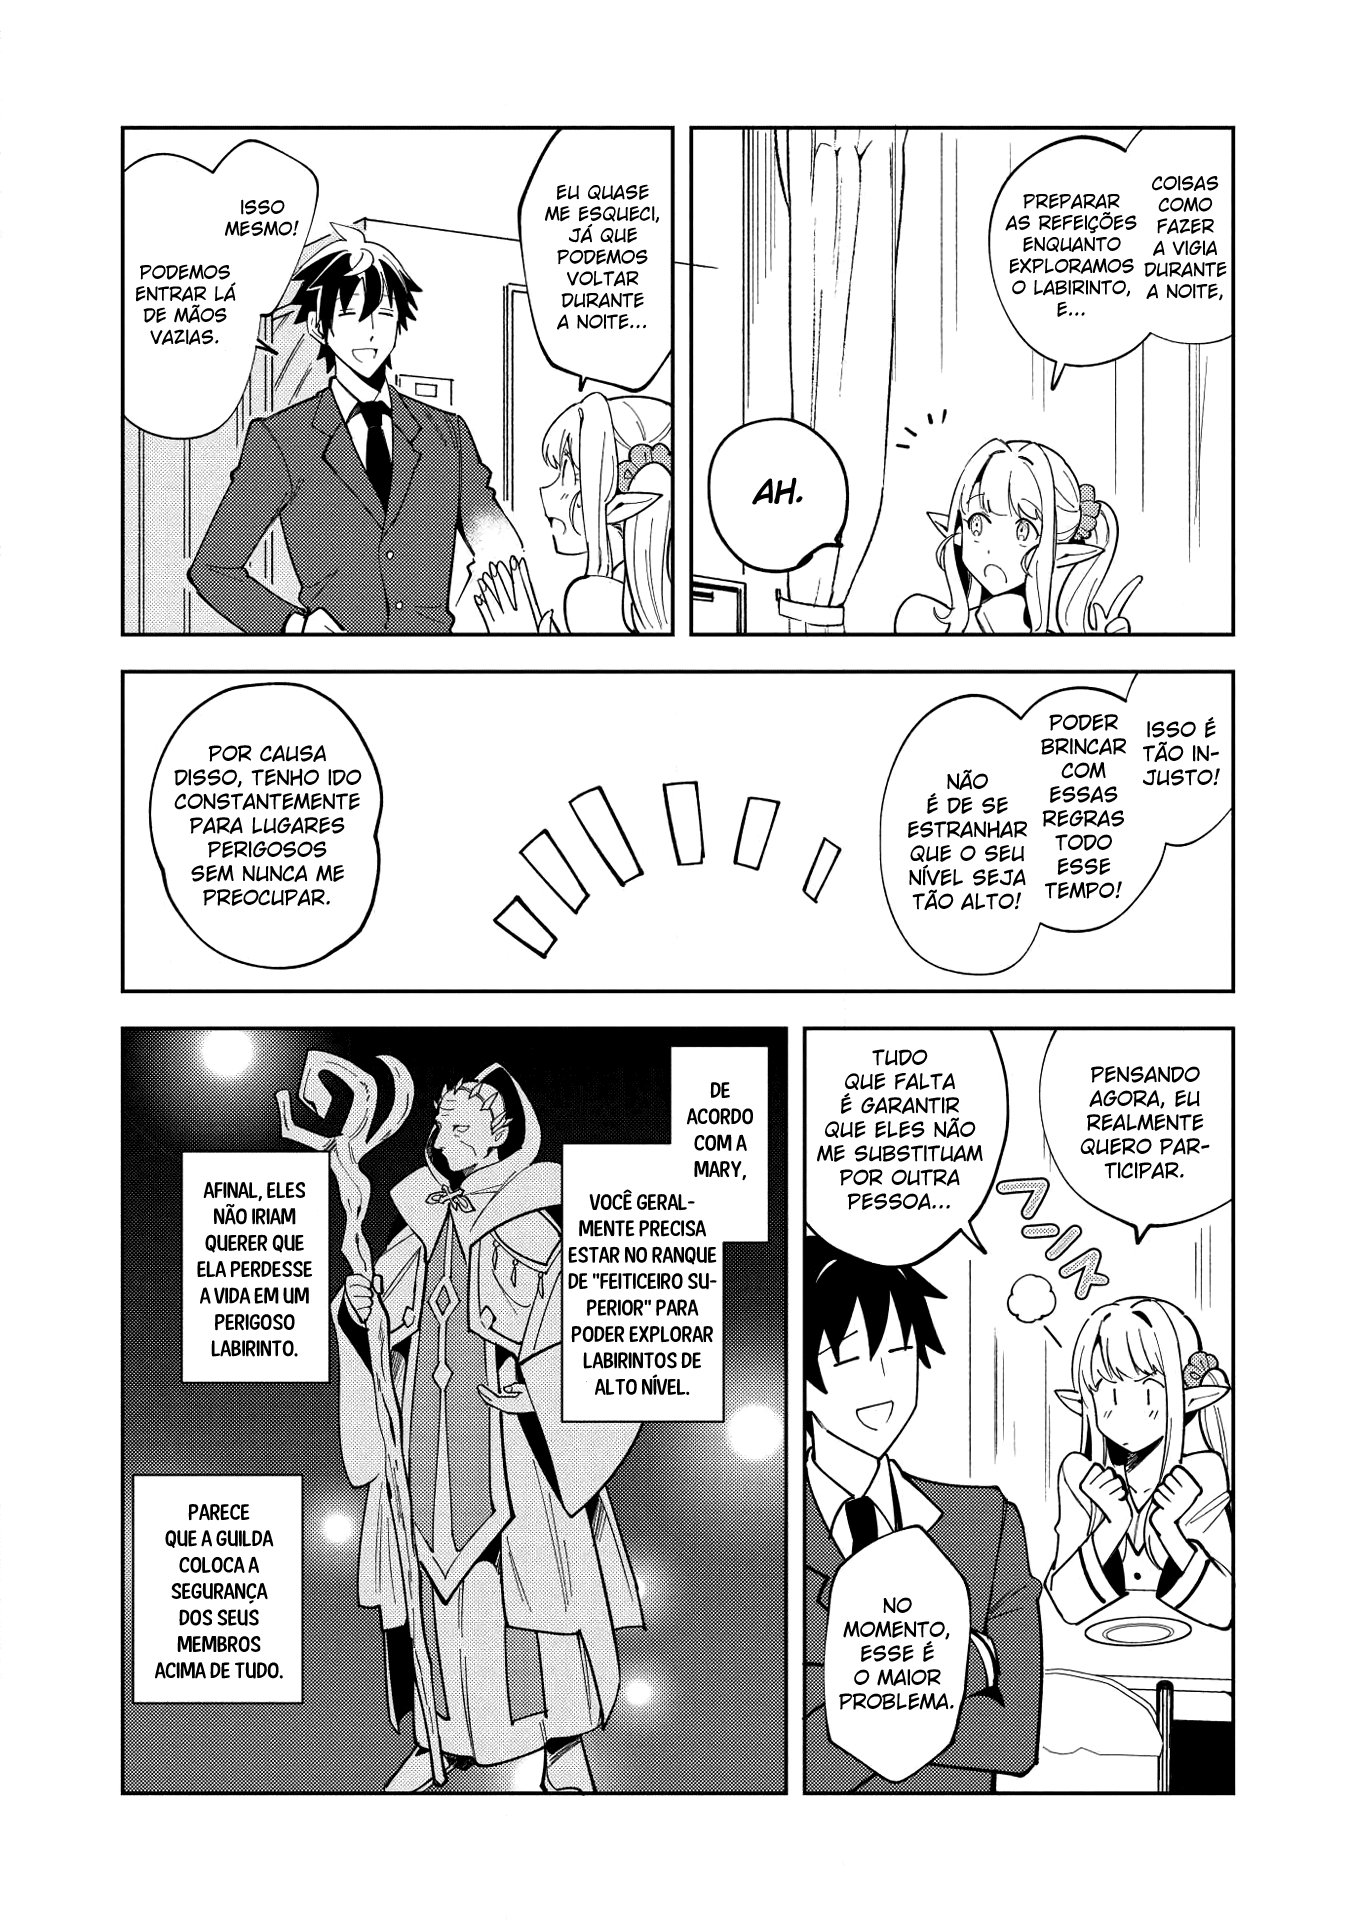 COISAS
COMO
FAZER
A VIGIA
DURANTE
A NOITE,
PREPARAR
AS REFEIÇÕES
ENQUANTO
EXPLORAMOS
O LABIRINTO,
E...
AH.
EU QUASE
ME ESQUECI,
JÁ QUE
PODEMOS
VOLTAR
DURANTE
A NOITE...
ISSO
MESMO!
PODEMOS
ENTRAR LÁ
DE MÃOS
VAZIAS.
ISSO É
TÃO IN-
JUSTO!
PODER
BRINCAR
COM
ESSAS
REGRAS
TODO
ESSE
TEMPO!
NÃO
É DE SE
ESTRANHAR
QUE O SEU
NÍVEL SEJA
TÃO ALTO!
POR CAUSA
DISSO, TENHO IDO
CONSTANTEMENTE
PARA LUGARES
PERIGOSOS
SEM NUNCA ME
PREOCUPAR.
PENSANDO
AGORA, EU
REALMENTE
QUERO PAR-
TICIPAR.
フンス
TUDO
QUE FALTA
É GARANTIR
QUE ELES NÃO
ME SUBSTITUAM
POR OUTRA
PESSOA...
NO
MOMENTO,
ESSE É
O MAIOR
PROBLEMA.
DE
ACORDO
COM A
MARY,
VOCÊ GERAL-
MENTE PRECISA
ESTAR NO RANQUE
DE "FEITICEIRO SU-
PERIOR" PARA
PODER EXPLORAR
LABIRINTOS DE
ALTO NÍVEL.
AFINAL, ELES
NÃO IRIAM
QUERER QUE
ELA PERDESSE
A VIDA EM UM
PERIGOSO
LABIRINTO.
PARECE
QUE A GUILDA
COLOCA A
SEGURANÇA
DOS SEUS
MEMBROS
ACIMA DE TUDO.